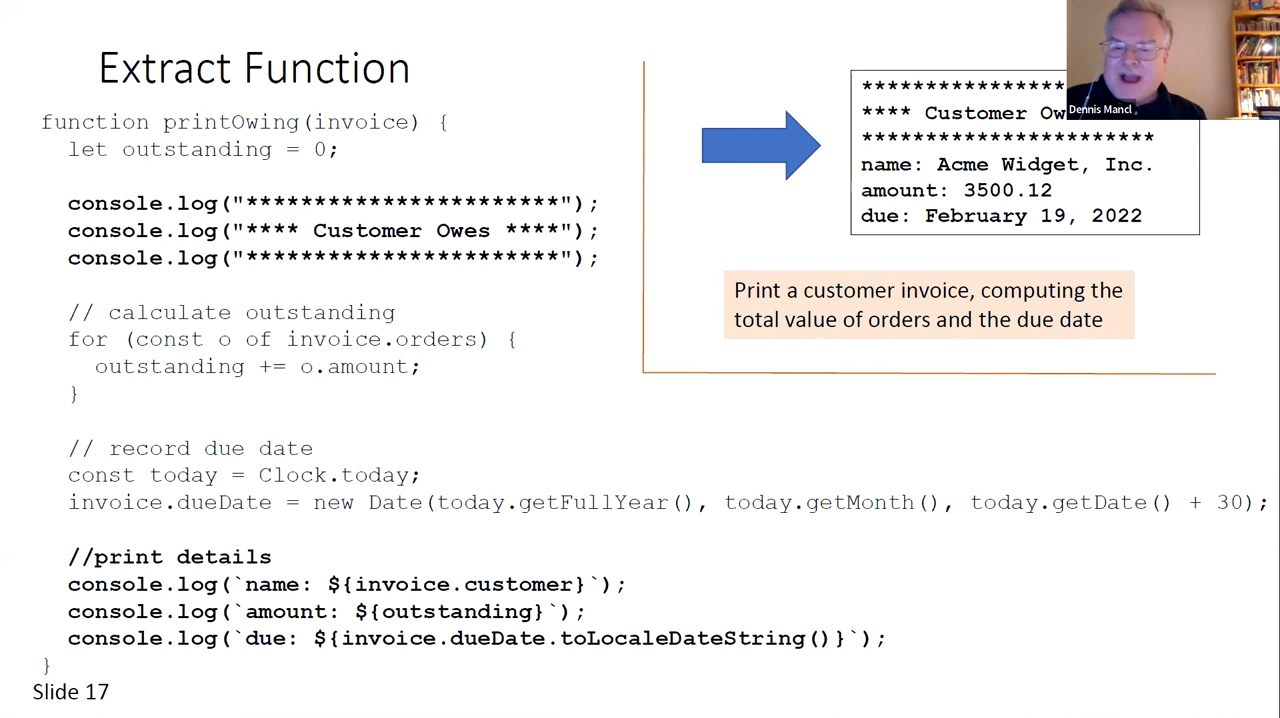 Extract Function
function printOwing(invoice) {
  let outstanding = 0;
  console.log("***********************");
  console.log("**** Customer Owes ****");
  console.log("***********************");
  // calculate outstanding
  for (const o of invoice.orders) {
    outstanding += o.amount;
  }
  // record due date
  const today = Clock.today;
  invoice.dueDate = new Date(today.getFullYear(), today.getMonth(), today.getDate() + 30);
  //print details
  console.log(`name: ${invoice.customer}`);
  console.log(`amount: ${outstanding}`);
  console.log(`due: ${invoice.dueDate.toLocaleDateString()}`);
}
Slide 17
****************
**** Customer
***********************
name: Acme Widget, Inc.
amount: 3500.12
due: February 19, 2022
Print a customer invoice, computing the
total value of orders and the due date
Dennis Mancl